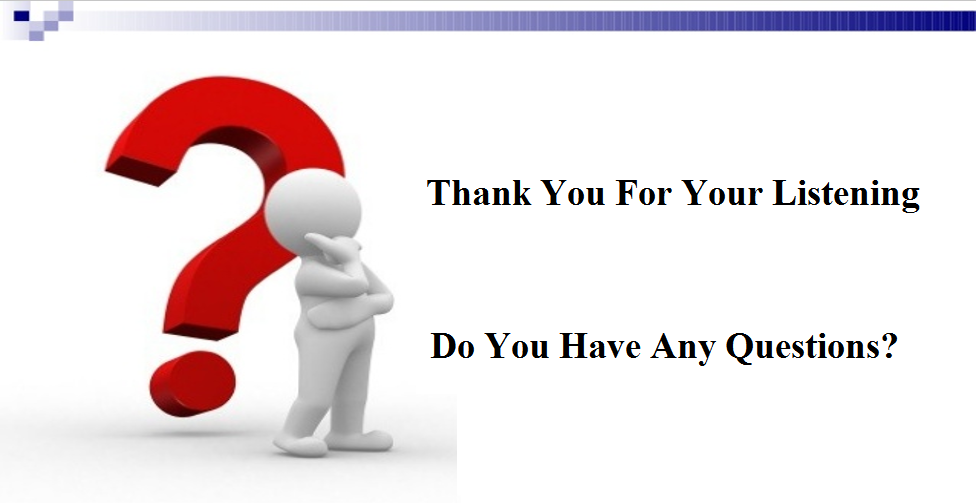 Thank You For Your Listening
Do You Have Any Questions?